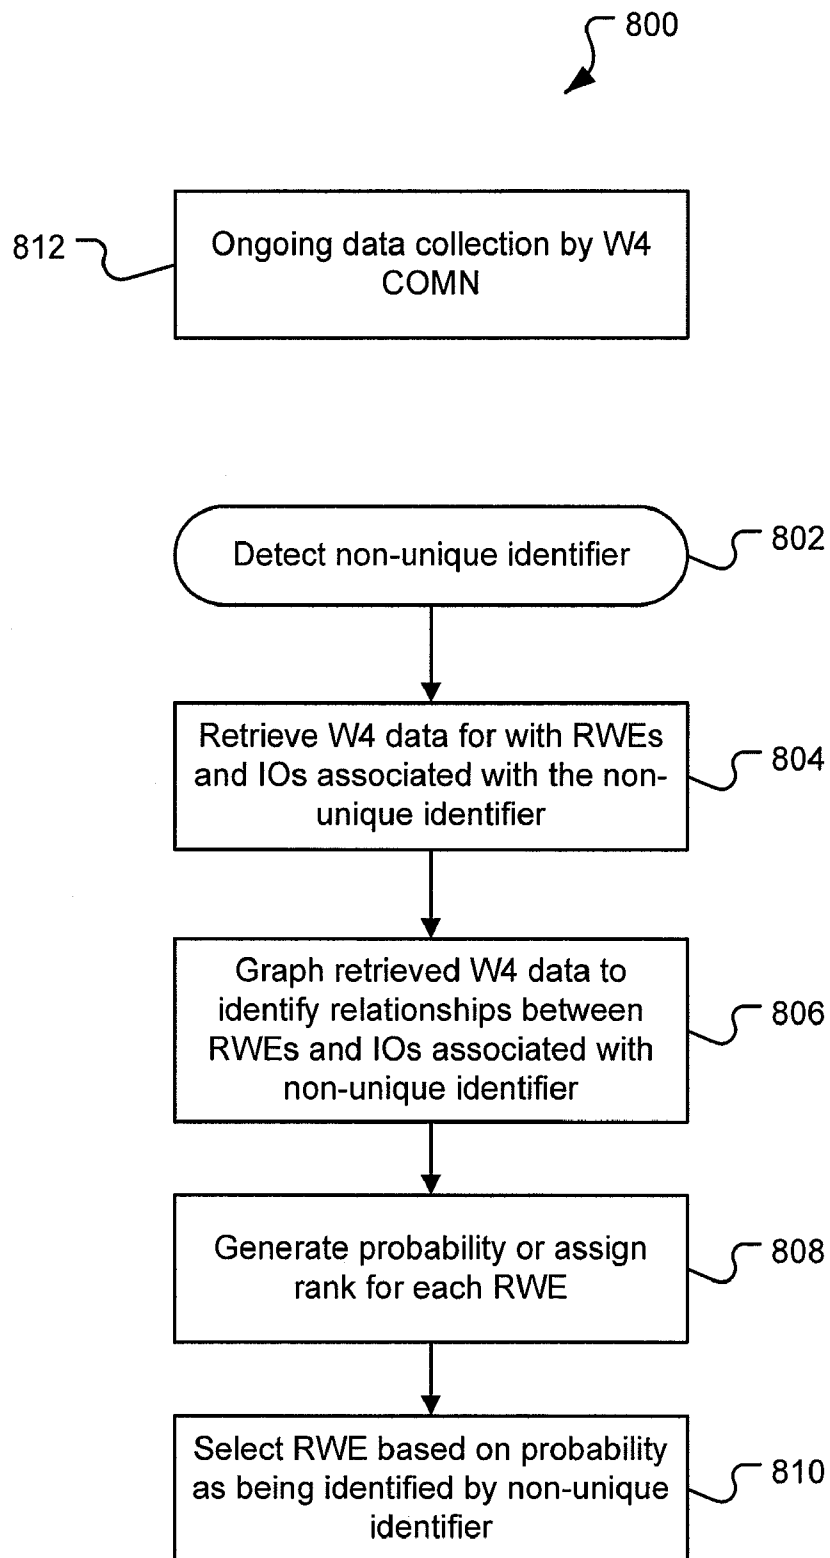 800
812
Ongoing data collection by W4
COMN
Detect non-unique identifier
802
Retrieve W4 data for with RWEs
and IOs associated with the non-
unique identifier
804
Graph retrieved W4 data to
identify relationships between
RWEs and IOs associated with
non-unique identifier
806
Generate probability or assign
rank for each RWE
808
Select RWE based on probability
as being identified by non-unique
identifier
810